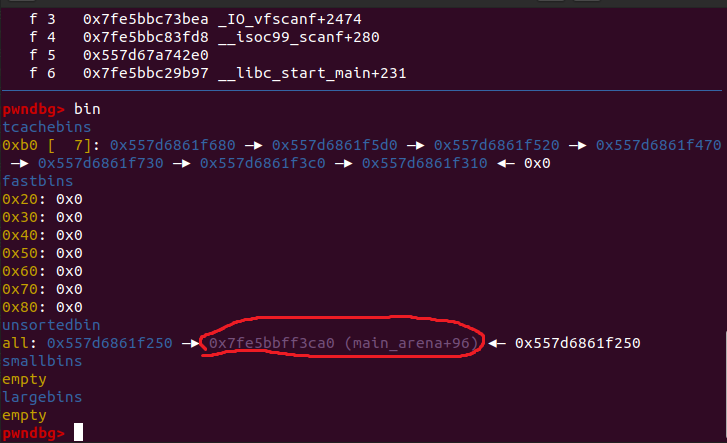 f 3   0x7fe5bbc73bea _IO_vfscanf+2474
f 4   0x7fe5bbc83fd8 __isoc99_scanf+280
f 5   0x557d67a742e0
f 6   0x7fe5bbc29b97 __libc_start_main+231
pwndbg> bin
tcachebins
0xb0 [  7]: 0x557d6861f680 —▸ 0x557d6861f5d0 —▸ 0x557d6861f520 —▸ 0x557d6861f470
—▸ 0x557d6861f730 —▸ 0x557d6861f3c0 —▸ 0x557d6861f310 ◂— 0x0
fastbins
0x20: 0x0
0x30: 0x0
0x40: 0x0
0x50: 0x0
0x60: 0x0
0x70: 0x0
0x80: 0x0
unsortedbin
all: 0x557d6861f250 —▸ 0x7fe5bbff3ca0 (main_arena+96) ◂— 0x557d6861f250
smallbins
empty
largebins
empty
pwndbg>